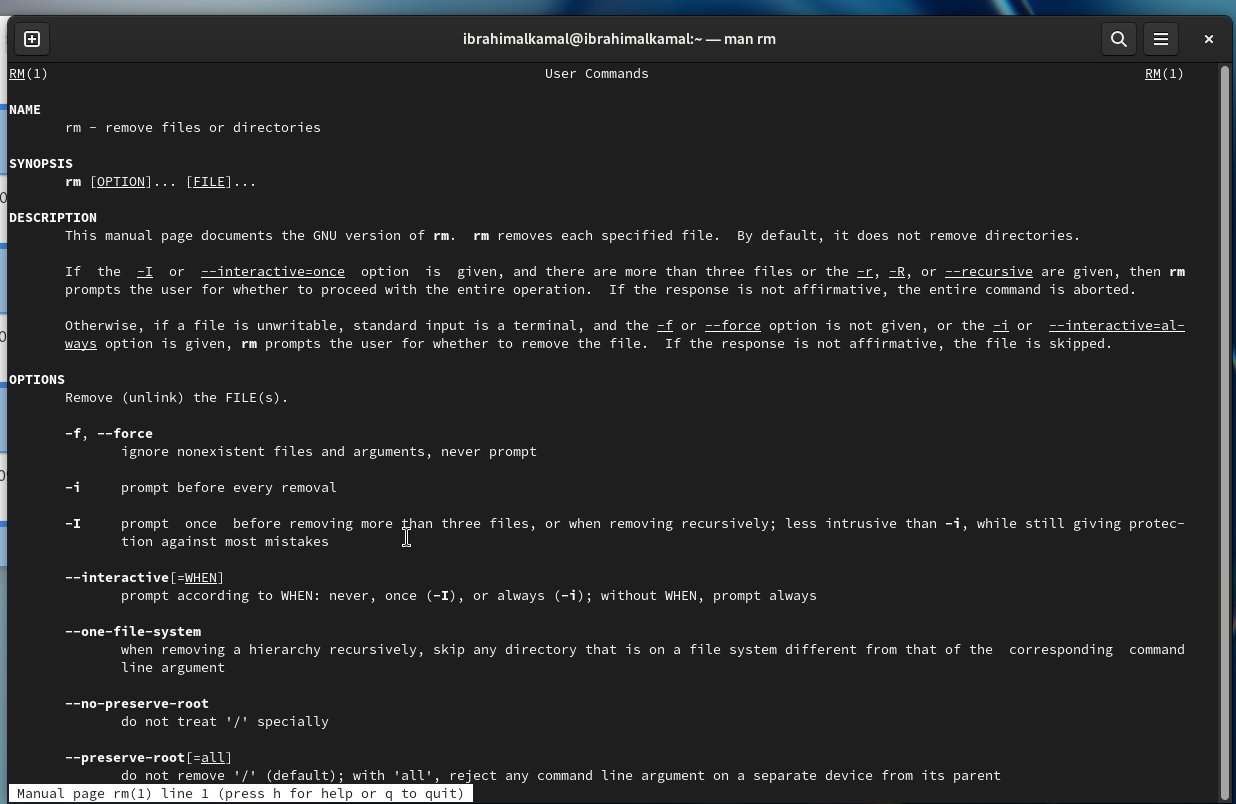 ibrahimalkamal@ibrahimalkamal:~ — man rm
RM(1) User Commands RM(1)
NAME
rm - remove files or directories
SYNOPSIS
rm [OPTION]... [FILE]...
DESCRIPTION
This manual page documents the GNU version of rm. rm removes each specified file. By default, it does not remove directories.
If the -I or --interactive=once option is given, and there are more than three files or the -r, -R, or --recursive are given, then rm
prompts the user for whether to proceed with the entire operation. If the response is not affirmative, the entire command is aborted.
Otherwise, if a file is unwritable, standard input is a terminal, and the -f or --force option is not given, or the -i or --interactive=al-
ways option is given, rm prompts the user for whether to remove the file. If the response is not affirmative, the file is skipped.
OPTIONS
Remove (unlink) the FILE(s).
-f, --force
ignore nonexistent files and arguments, never prompt
-i prompt before every removal
-I prompt once before removing more than three files, or when removing recursively; less intrusive than -i, while still giving protec-
tion against most mistakes
--interactive[=WHEN]
prompt according to WHEN: never, once (-I), or always (-i); without WHEN, prompt always
--one-file-system
when removing a hierarchy recursively, skip any directory that is on a file system different from that of the corresponding command
line argument
--no-preserve-root
do not treat '/' specially
--preserve-root[=all]
do not remove '/' (default); with 'all', reject any command line argument on a separate device from its parent
Manual page rm(1) line 1 (press h for help or q to quit)